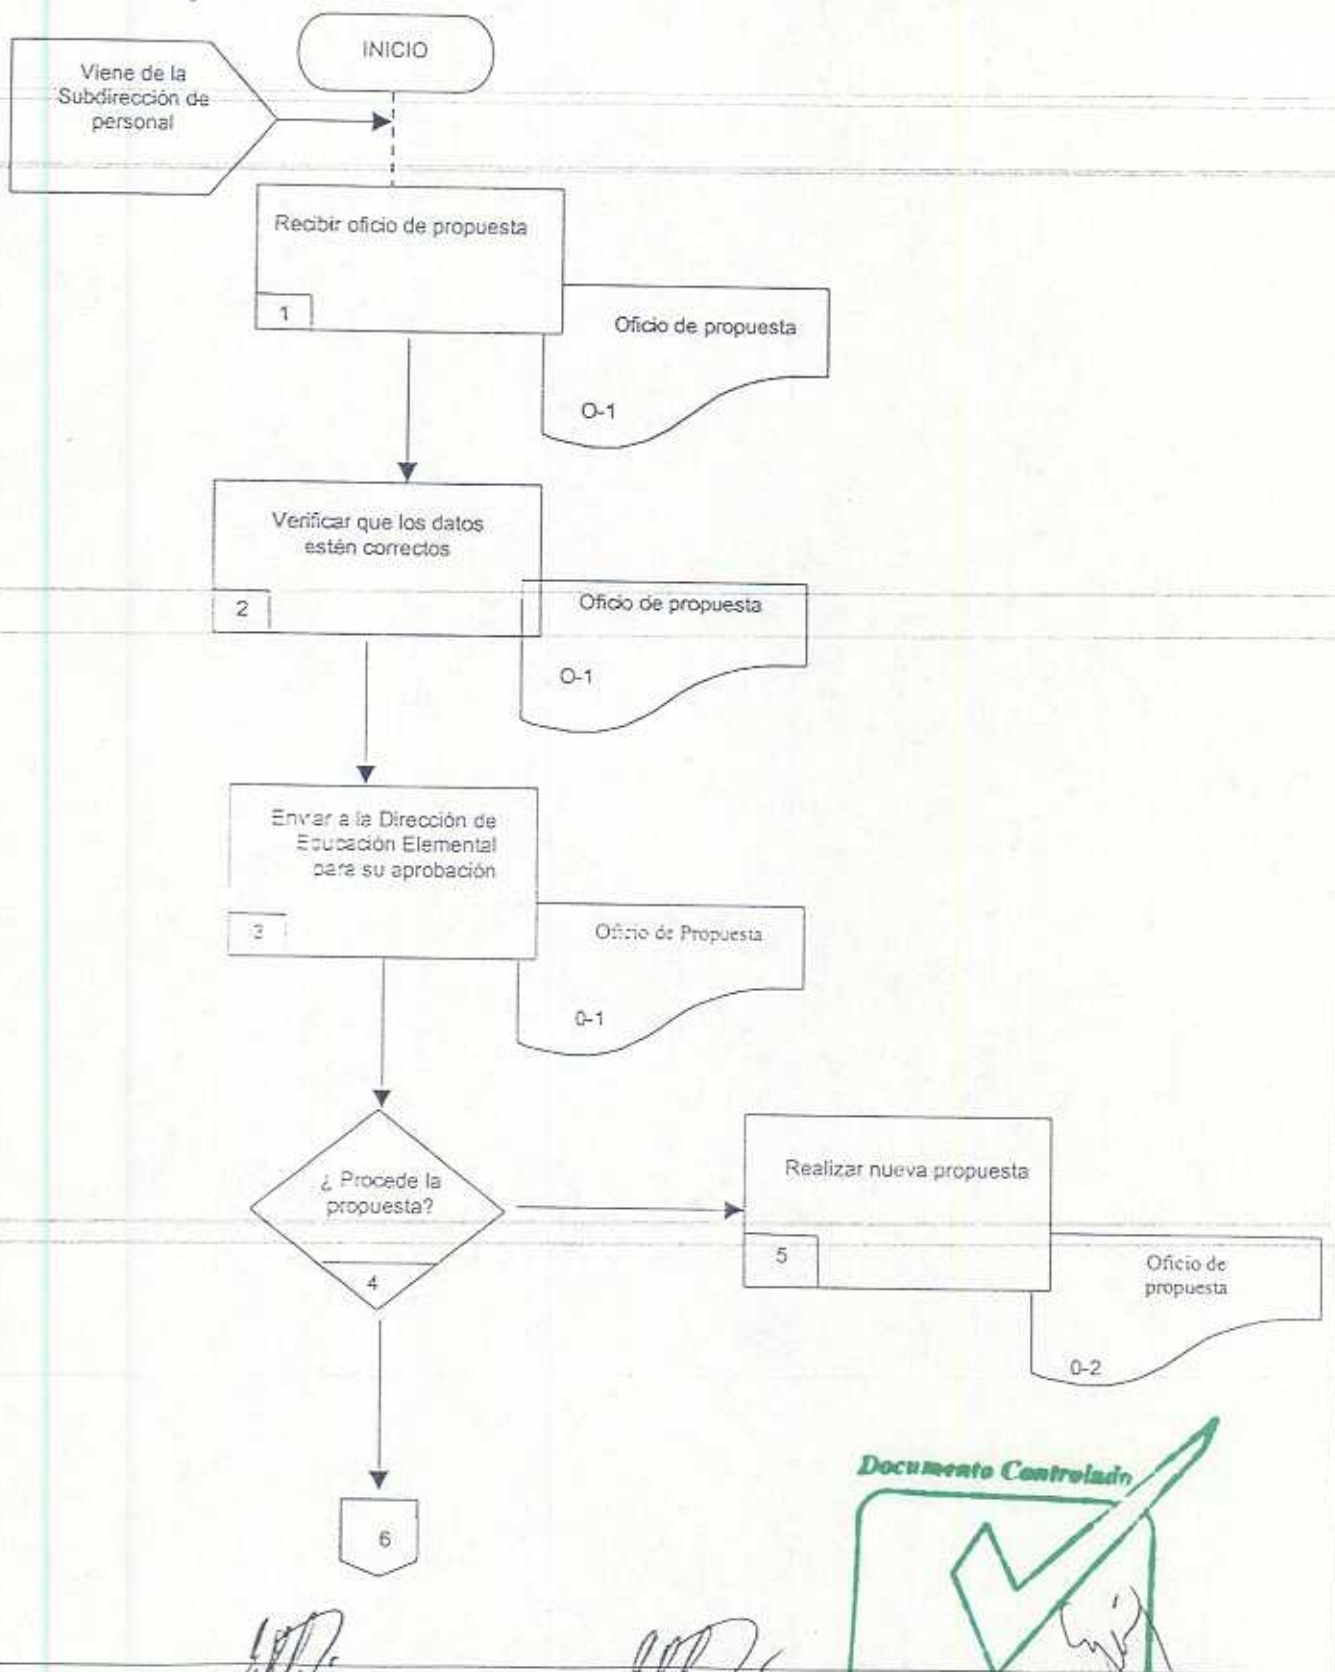 INICIO
Viene de la
Subdirección de
personal
Recibir oficio de propuesta
1
Oficio de propuesta
O-1
Verificar que los datos
estén correctos
2
Oficio de propuesta
O-1
Enviar a la Dirección de
Educación Elemental
para su aprobación
3
Oficio de Propuesta
0-1
¿ Procede la
propuesta?
4
Realizar nueva propuesta
5
Oficio de
propuesta
0-2
6
Documento Controlado